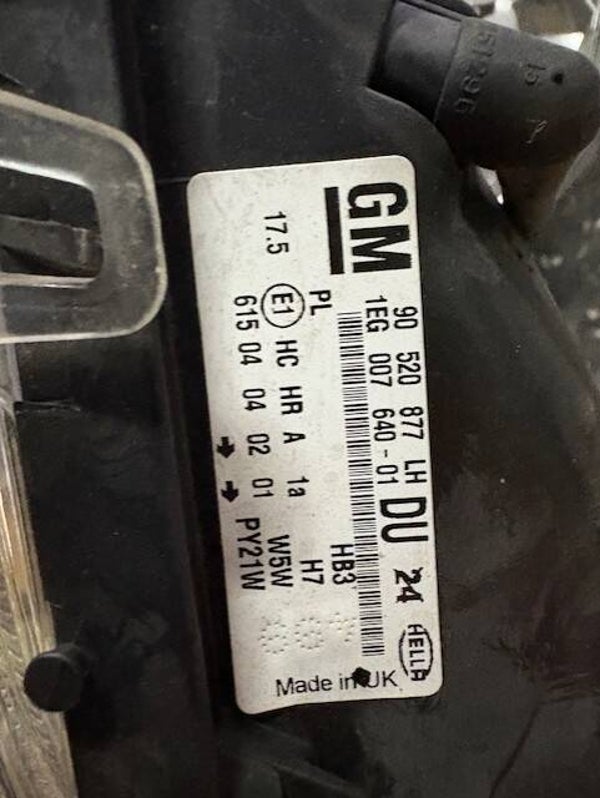 GM
90 520 877 LH DU 24
1EG 007 640-01
HELLA
PL
HB3
17.5 E1 HC HR A 1a
H7
W5W
615 04 04 02 01
PY21W
Made in UK